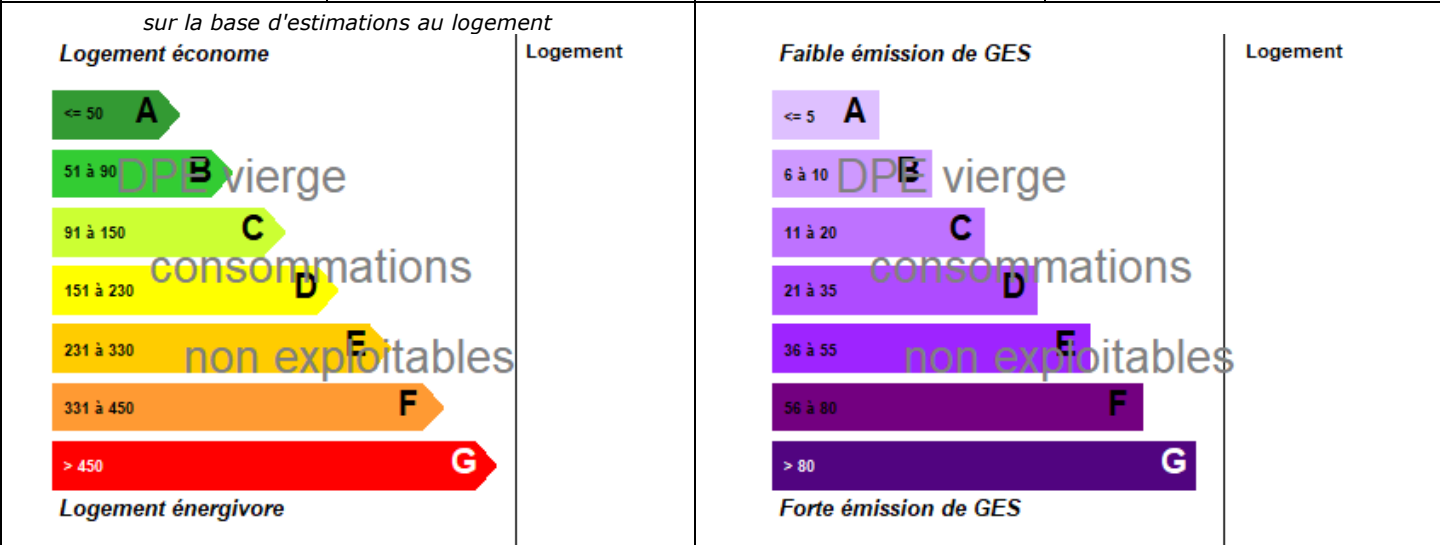 sur la base d'estimations au logement
Logement économe
Logement
<= 50 A
51 à 90 B
DPE vierge
91 à 150 C
consommations
151 à 230 D
231 à 330 E
non exploitables
331 à 450 F
> 450 G
Logement énergivore
Faible émission de GES
Logement
<= 5 A
6 à 10 B
DPE vierge
11 à 20 C
consommations
21 à 35 D
36 à 55 E
non exploitables
56 à 80 F
> 80 G
Forte émission de GES